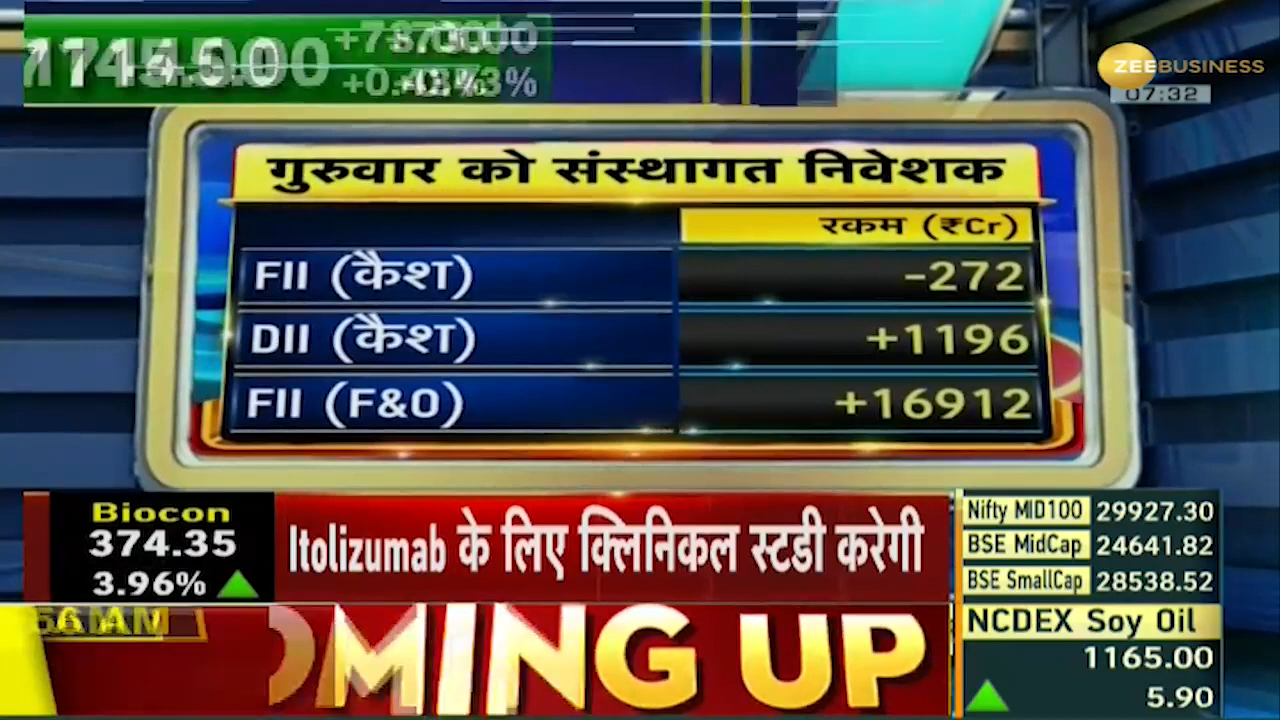 ZEEBUSINESS
07:32
गुरुवार को संस्थागत निवेशक
रकम (₹Cr)
FII (कैश) -272
DII (कैश) +1196
FII (F&O) +16912
Biocon
374.35
3.96%
Itolizumab के लिए क्लिनिकल स्टडी करेगी
Nifty MID100 29927.30
BSE MidCap 24641.82
BSE SmallCap 28538.52
NCDEX Soy Oil
1165.00
5.90
OMING UP